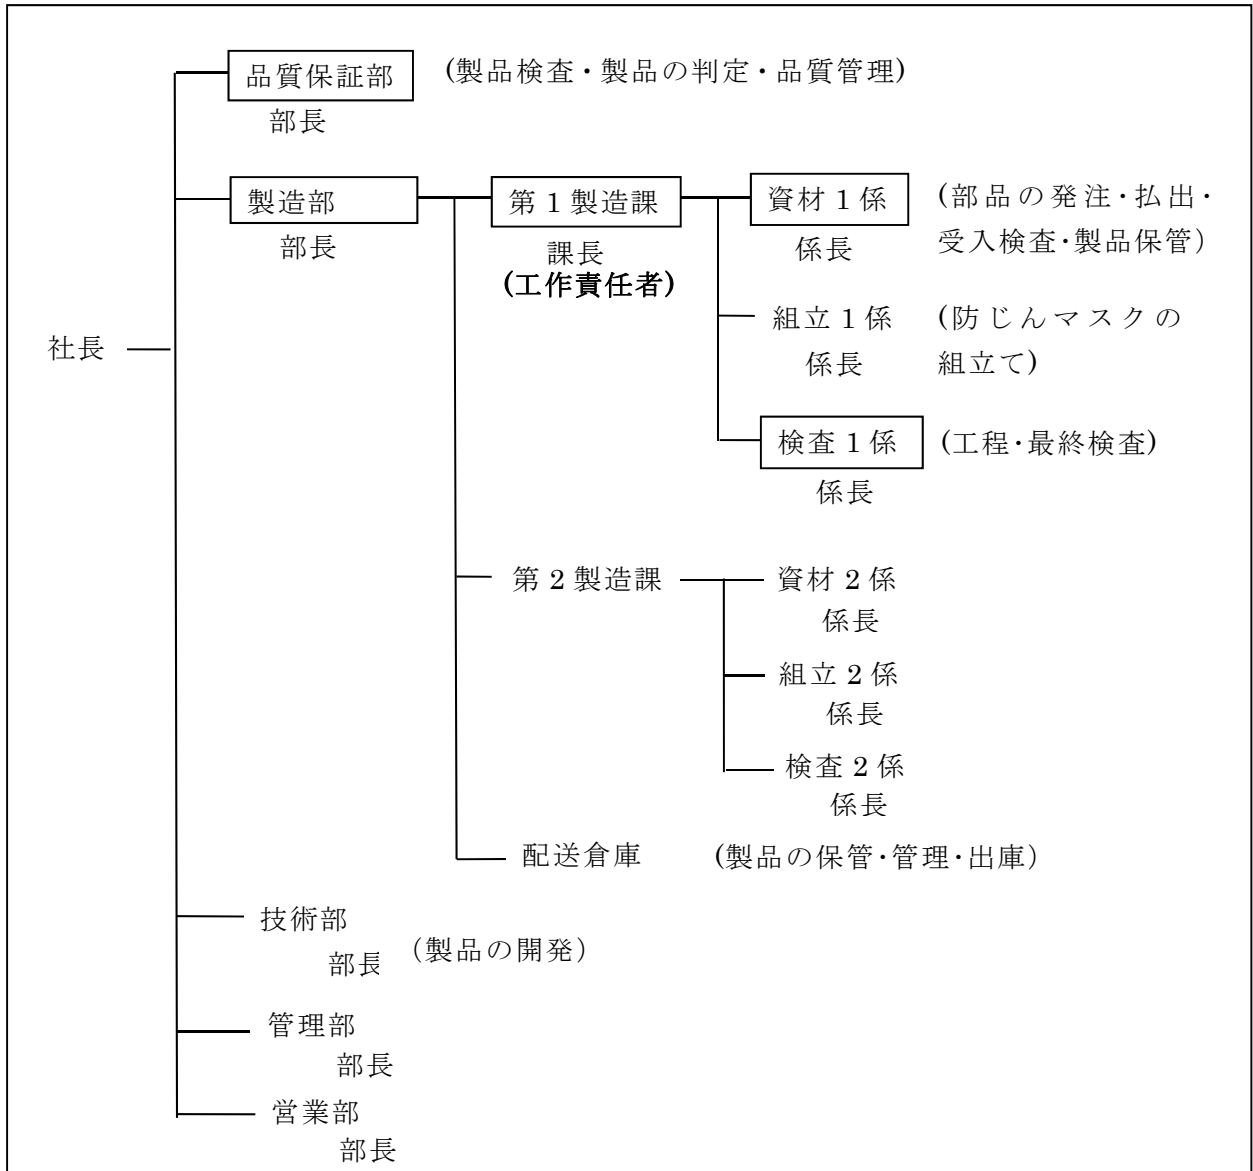 品質保証部 (製品検査・製品の判定・品質管理)
部長
製造部 第1製造課 資材1係 (部品の発注・払出・
部長 課長 係長 受入検査・製品保管)
(工作責任者)
組立1係 (防じんマスクの
社長 係長 組立て)
検査1係 (工程・最終検査)
係長
第2製造課 資材2係
係長
組立2係
係長
検査2係
係長
配送倉庫 (製品の保管・管理・出庫)
技術部
部長 (製品の開発)
管理部
部長
営業部
部長